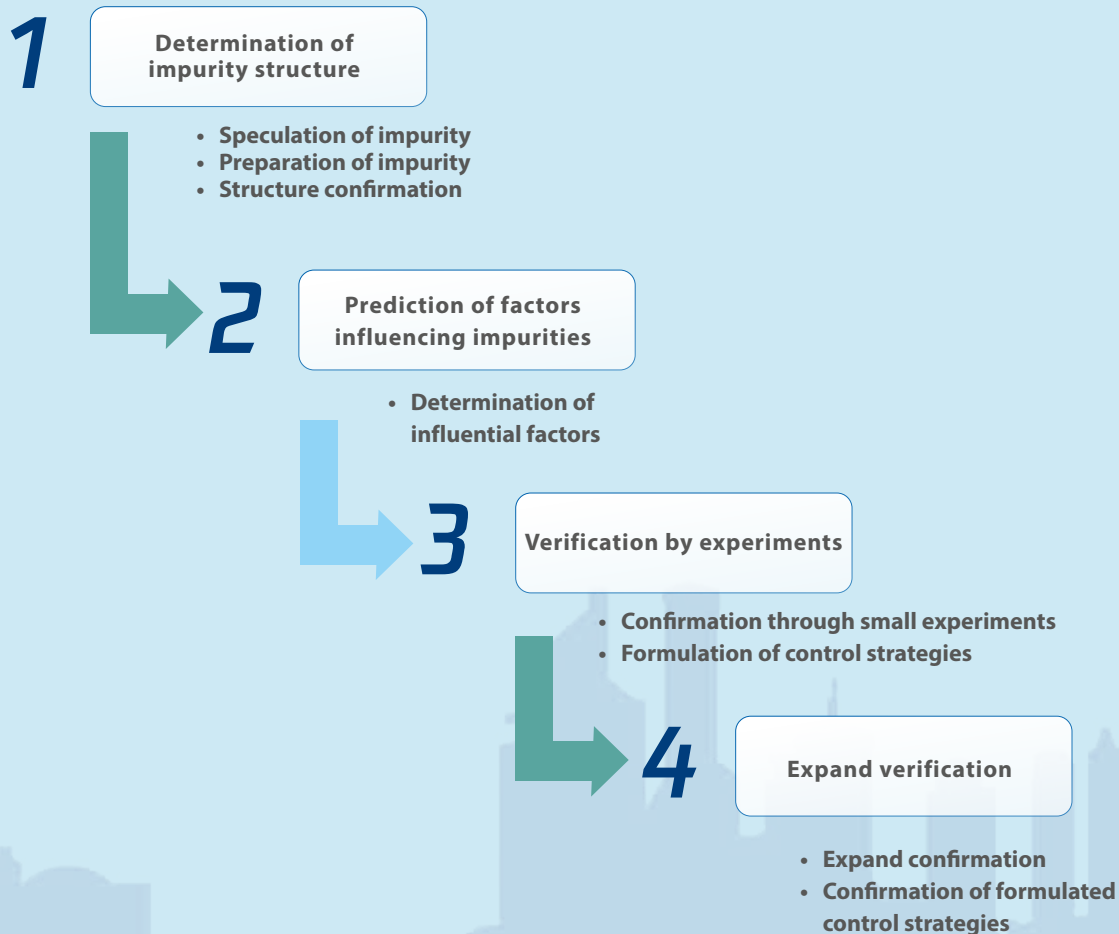 1
Determination of
impurity structure
• Speculation of impurity
• Preparation of impurity
• Structure confirmation
2
Prediction of factors
influencing impurities
• Determination of
influential factors
3
Verification by experiments
• Confirmation through small experiments
• Formulation of control strategies
4
Expand verification
• Expand confirmation
• Confirmation of formulated
control strategies